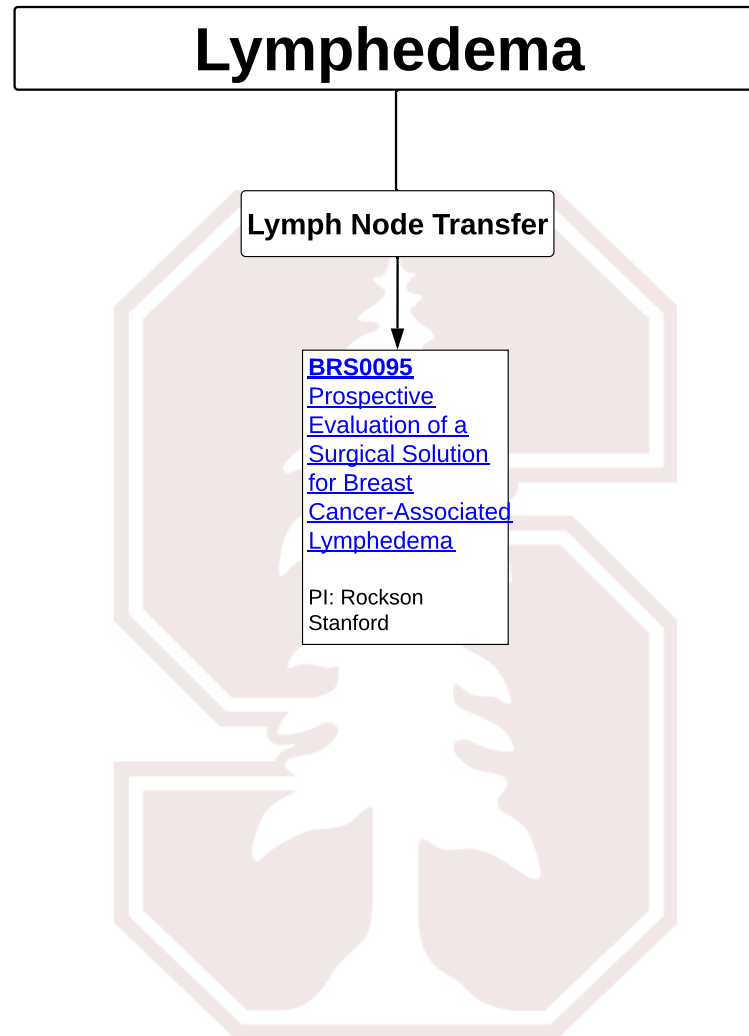 Lymphedema
Lymph Node Transfer
BRS0095
Prospective
Evaluation of a
Surgical Solution
for Breast
Cancer-Associated
Lymphedema
PI: Rockson
Stanford